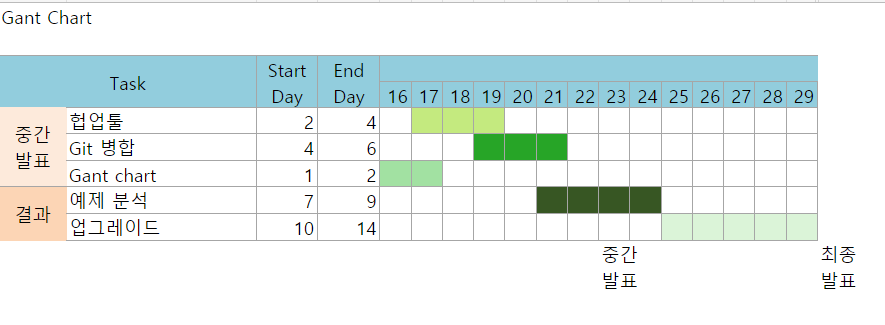 Gant Chart
Task Start Day End Day
16 17 18 19 20 21 22 23 24 25 26 27 28 29
중간 발표
헙업툴 2 4
Git 병합 4 6
Gant chart 1 2
결과
예제 분석 7 9
업그레이드 10 14
중간 최종
발표 발표